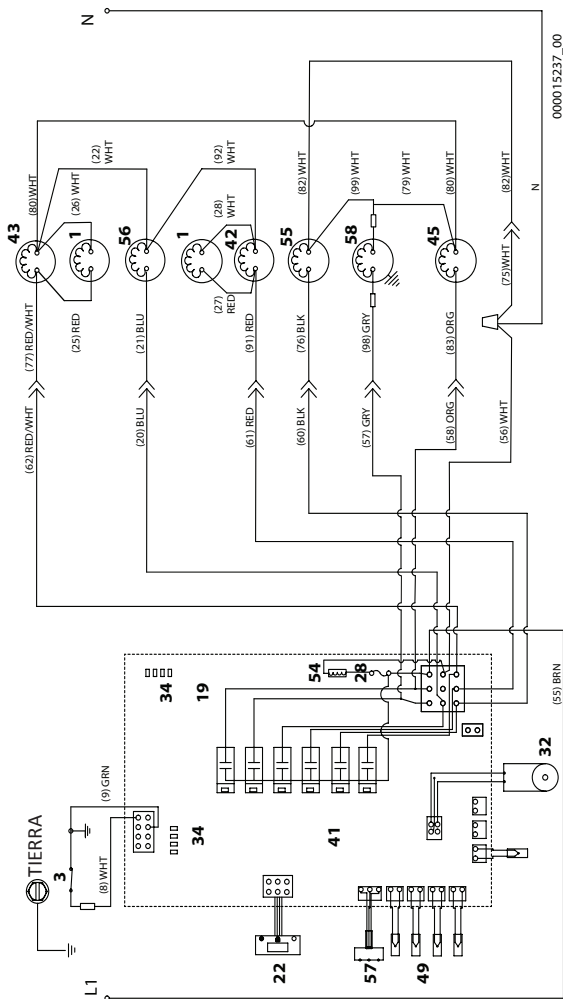 L1
N
TIERRA
3
(8) WHT
(9) GRN
34
34
19
22
41
54
28
57
49
32
(55) BRN
(62) RED/WHT
(77) RED/WHT
43
(80) WHT
(25) RED
1
(26) WHT
(22)
WHT
(20) BLU
(21) BLU
56
(27)
RED
1
(28)
WHT
(92)
WHT
(61) RED
(91) RED
42
(60) BLK
(76) BLK
55
(82) WHT
(57) GRY
(98) GRY
58
(99) WHT
(79) WHT
(58) ORG
(83) ORG
45
(80) WHT
(56) WHT
(75)WHT
(82)WHT
N
000015237_00